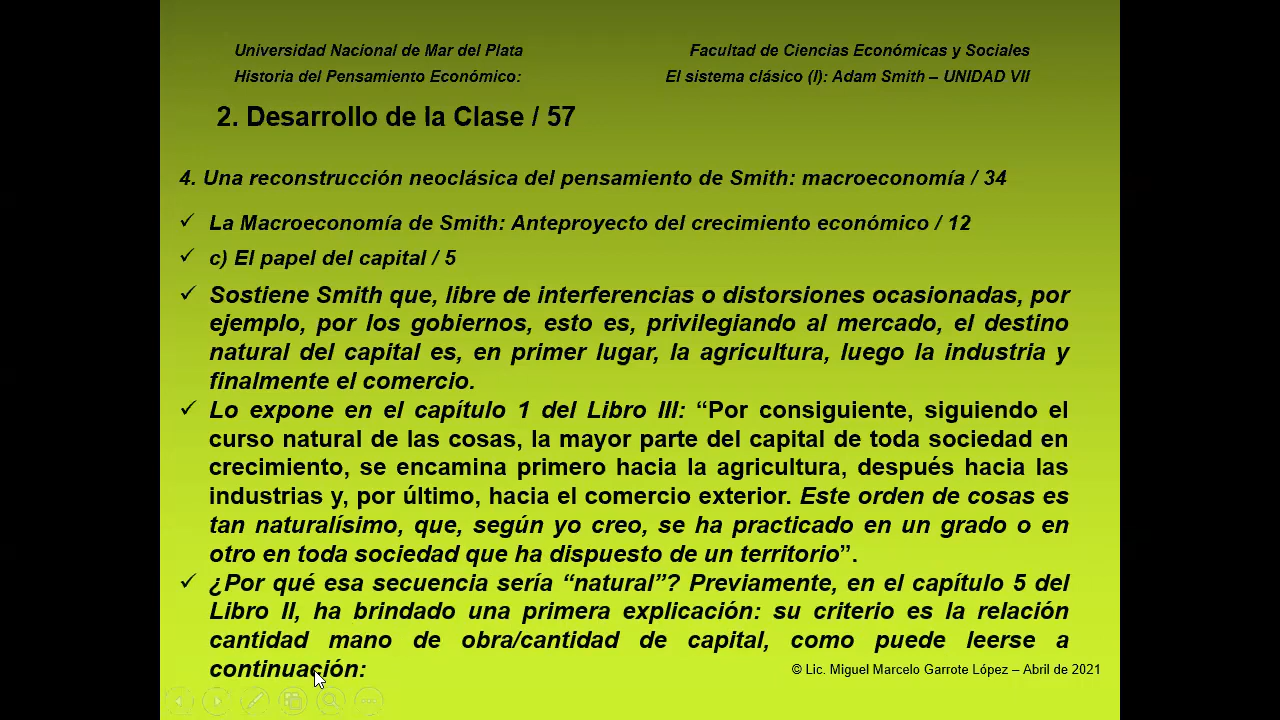 Universidad Nacional de Mar del Plata
Facultad de Ciencias Económicas y Sociales
Historia del Pensamiento Económico:
El sistema clásico (I): Adam Smith – UNIDAD VII
2. Desarrollo de la Clase / 57
4. Una reconstrucción neoclásica del pensamiento de Smith: macroeconomía / 34
✓ La Macroeconomía de Smith: Anteproyecto del crecimiento económico / 12
✓ c) El papel del capital / 5
✓ Sostiene Smith que, libre de interferencias o distorsiones ocasionadas, por
ejemplo, por los gobiernos, esto es, privilegiando al mercado, el destino
natural del capital es, en primer lugar, la agricultura, luego la industria y
finalmente el comercio.
✓ Lo expone en el capítulo 1 del Libro III: “Por consiguiente, siguiendo el
curso natural de las cosas, la mayor parte del capital de toda sociedad en
crecimiento, se encamina primero hacia la agricultura, después hacia las
industrias y, por último, hacia el comercio exterior. Este orden de cosas es
tan naturalísimo, que, según yo creo, se ha practicado en un grado o en
otro en toda sociedad que ha dispuesto de un territorio”.
✓ ¿Por qué esa secuencia sería “natural”? Previamente, en el capítulo 5 del
Libro II, ha brindado una primera explicación: su criterio es la relación
cantidad mano de obra/cantidad de capital, como puede leerse a
continuación:
© Lic. Miguel Marcelo Garrote López – Abril de 2021